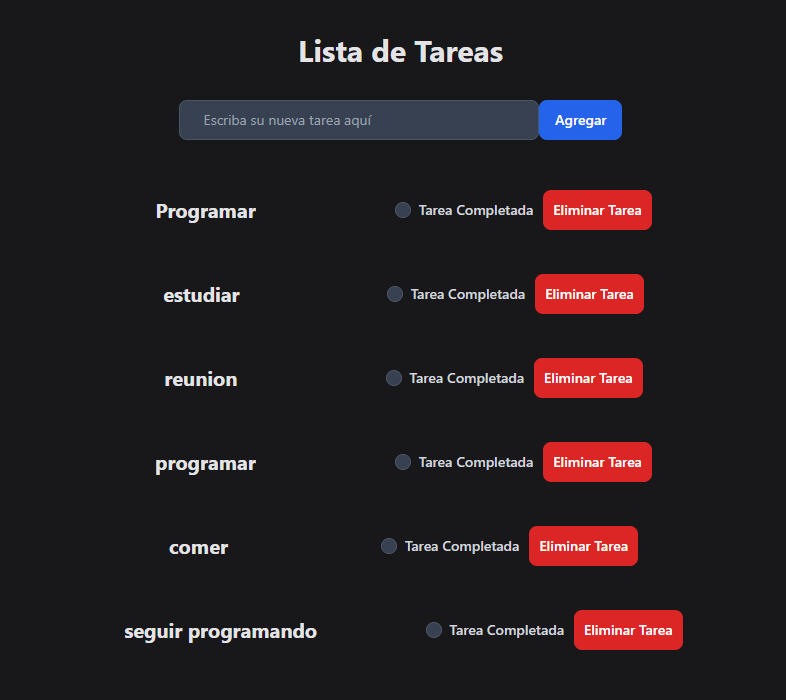 Lista de Tareas
Escriba su nueva tarea aquí Agregar
Programar Tarea Completada Eliminar Tarea
estudiar Tarea Completada Eliminar Tarea
reunion Tarea Completada Eliminar Tarea
programar Tarea Completada Eliminar Tarea
comer Tarea Completada Eliminar Tarea
seguir programando Tarea Completada Eliminar Tarea